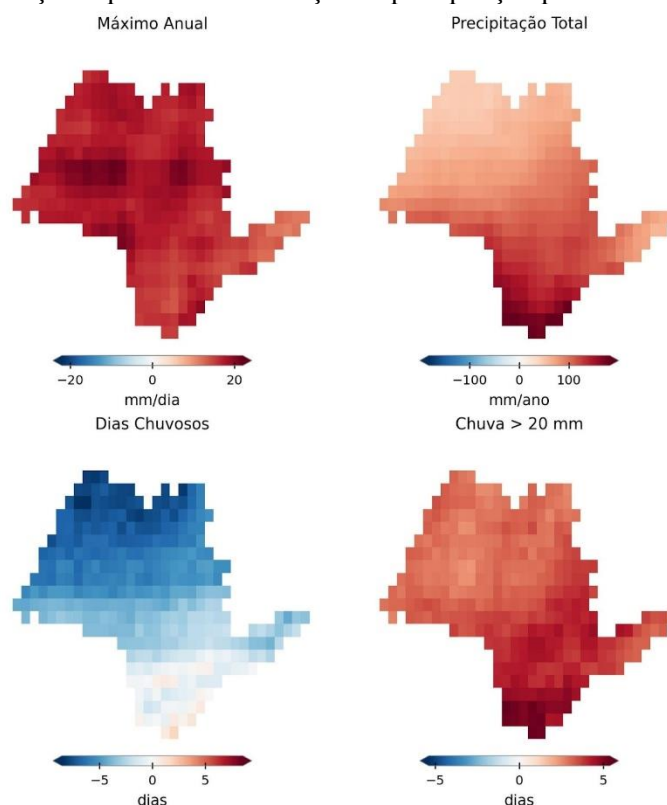 Máximo Anual
Precipitação Total
−20 0 20
mm/dia
−100 0 100
mm/ano
Dias Chuvosos
Chuva > 20 mm
−5 0 5
dias
−5 0 5
dias